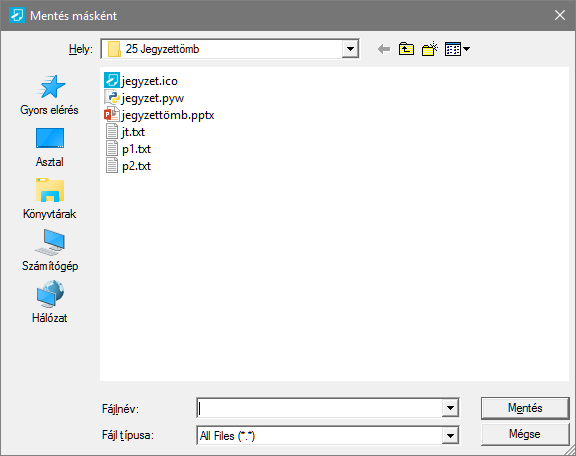 Mentés másként
Hely:
25 Jegyzettömb
Gyors elérés
Asztal
Könyvtárak
Számítógép
Hálózat
jegyzet.ico
jegyzet.pyw
jegyzettömb.pptx
jt.txt
p1.txt
p2.txt
Fájlnév:
Mentés
Fájl típusa:
All Files (*.*)
Mégse